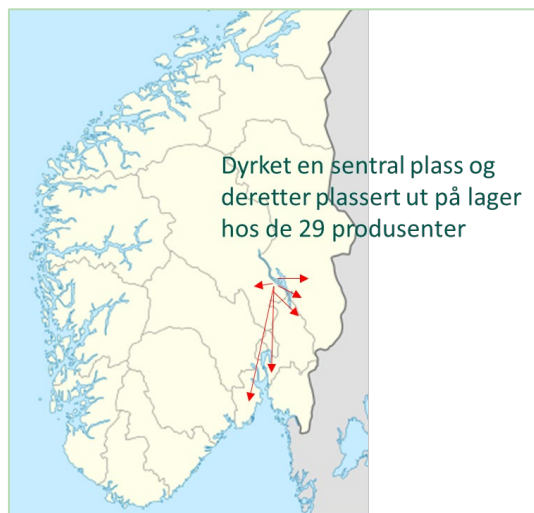 Dyrket en sentral plass og
deretter plassert ut på lager
hos de 29 produsenter